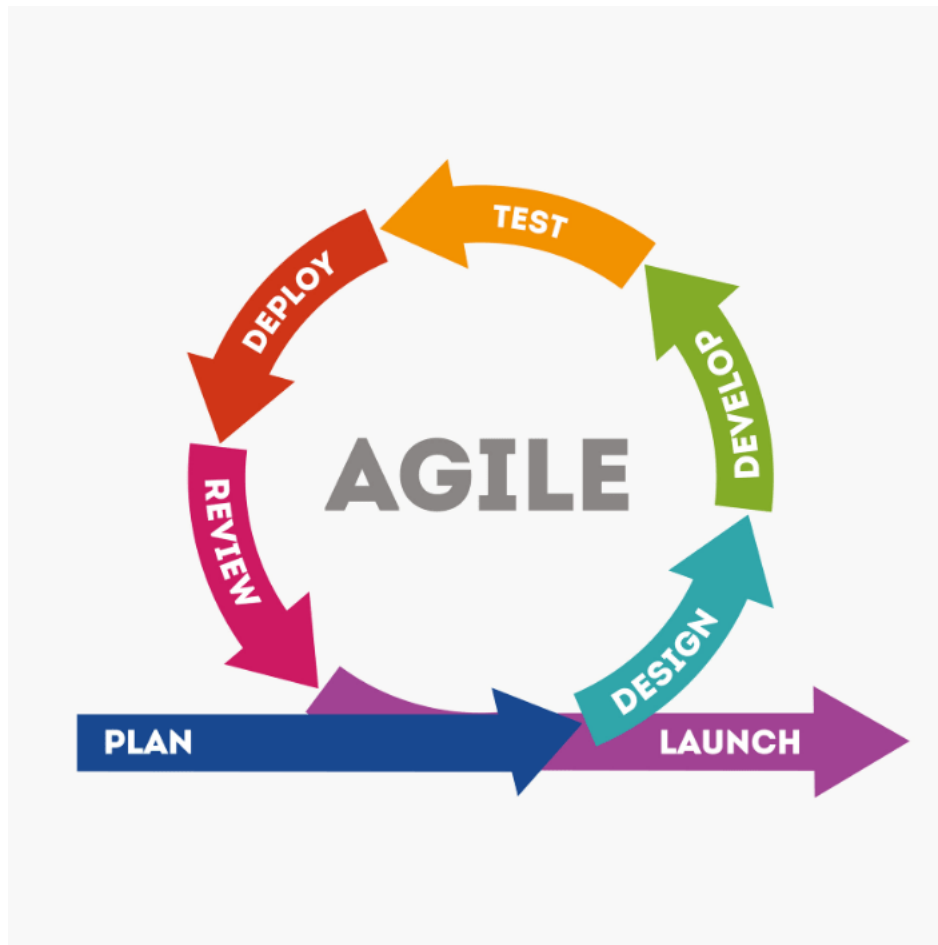 PLAN
DESIGN
DEVELOP
TEST
DEPLOY
REVIEW
LAUNCH
AGILE